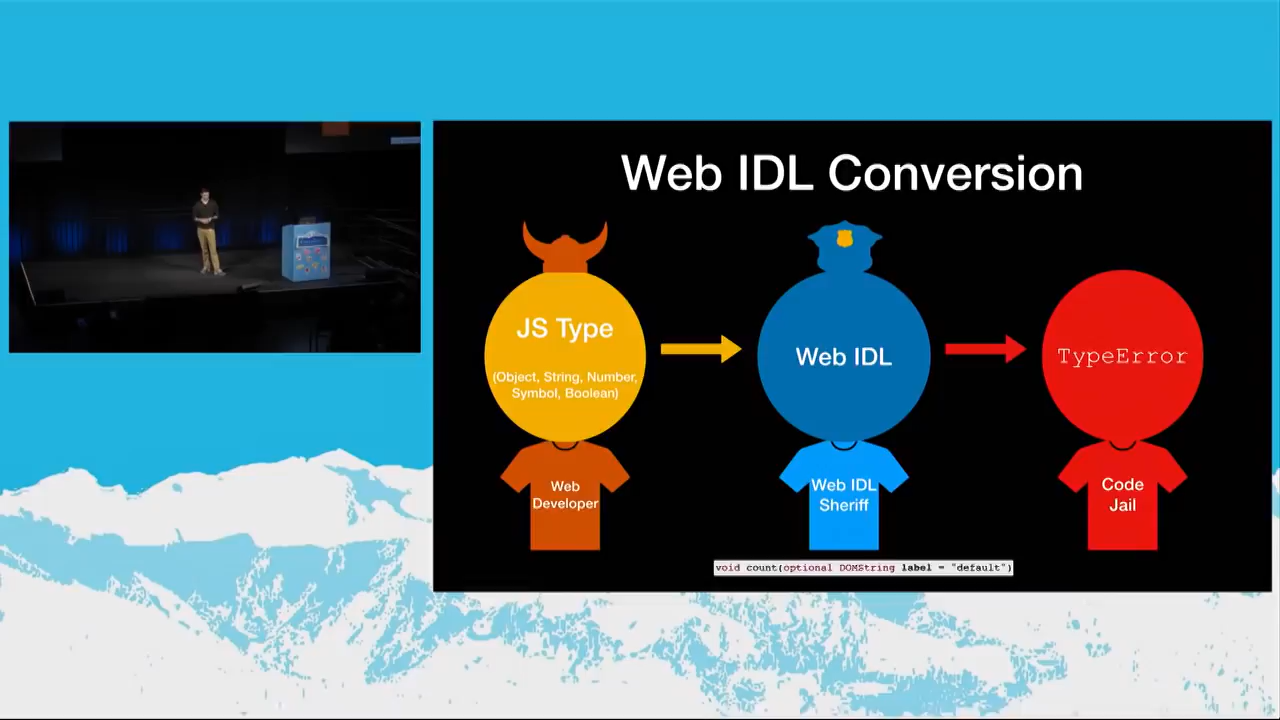 Web IDL Conversion
JS Type
(Object, String, Number,
Symbol, Boolean)
Web IDL
TypeError
Web
Developer
Web IDL
Sheriff
Code
Jail
void count(optional DOMString label = "default")